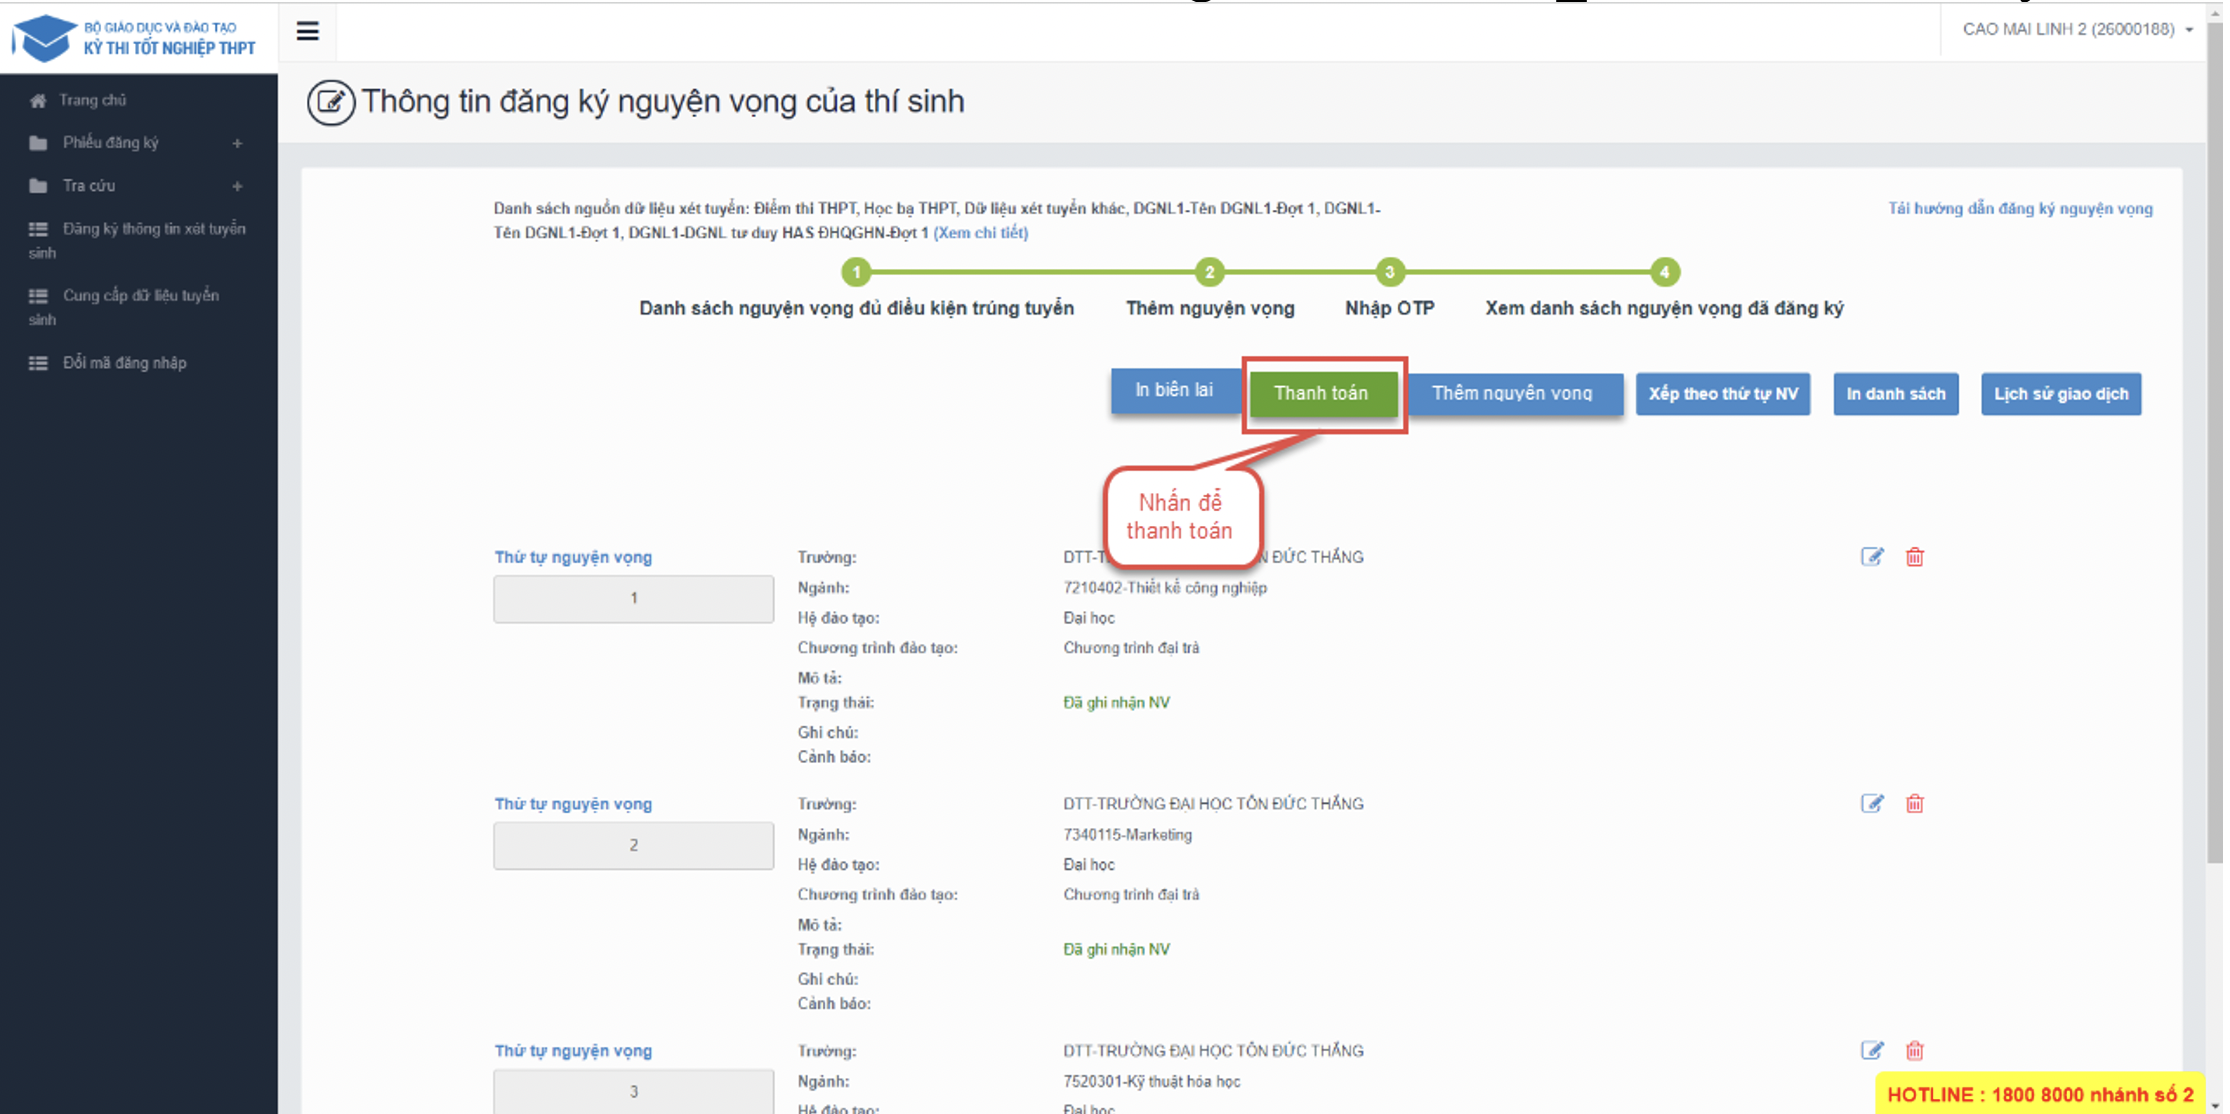 BỘ GIÁO DỤC VÀ ĐÀO TẠO
KỲ THI TỐT NGHIỆP THPT
CAO MAI LINH 2 (26000188)
Trang chủ
Phiếu đăng ký
Tra cứu
Đăng ký thông tin xét tuyển
sinh
Cung cấp dữ liệu tuyển
sinh
Đổi mã đăng nhập
Thông tin đăng ký nguyện vọng của thí sinh
Danh sách nguồn dữ liệu xét tuyển: Điểm thi THPT, Học bạ THPT, Dữ liệu xét tuyển khác, DGNL1-Tên DGNL1-Đợt 1, DGNL1-
Tên DGNL1-Đợt 1, DGNL1-DGNL tư duy HAS ĐHQGHN-Đợt 1 (Xem chi tiết)
Tải hướng dẫn đăng ký nguyện vọng
1 2 3 4
Danh sách nguyện vọng đủ điều kiện trúng tuyển Thêm nguyện vọng Nhập OTP Xem danh sách nguyện vọng đã đăng ký
In biên lai Thanh toán Thêm nguyện vọng Xếp theo thứ tự NV In danh sách Lịch sử giao dịch
Nhấn để
thanh toán
Thứ tự nguyện vọng
1
Trường: DTT-T N ĐỨC THẮNG
Ngành: 7210402-Thiết kế công nghiệp
Hệ đào tạo: Đại học
Chương trình đào tạo: Chương trình đại trà
Mô tả:
Trạng thái: Đã ghi nhận NV
Ghi chú:
Cảnh báo:
Thứ tự nguyện vọng
2
Trường: DTT-TRƯỜNG ĐẠI HỌC TÔN ĐỨC THẮNG
Ngành: 7340115-Marketing
Hệ đào tạo: Đại học
Chương trình đào tạo: Chương trình đại trà
Mô tả:
Trạng thái: Đã ghi nhận NV
Ghi chú:
Cảnh báo:
Thứ tự nguyện vọng
3
Trường: DTT-TRƯỜNG ĐẠI HỌC TÔN ĐỨC THẮNG
Ngành: 7520301-Kỹ thuật hóa học
Hệ đào tạo: Đại học
HOTLINE : 1800 8000 nhánh số 2